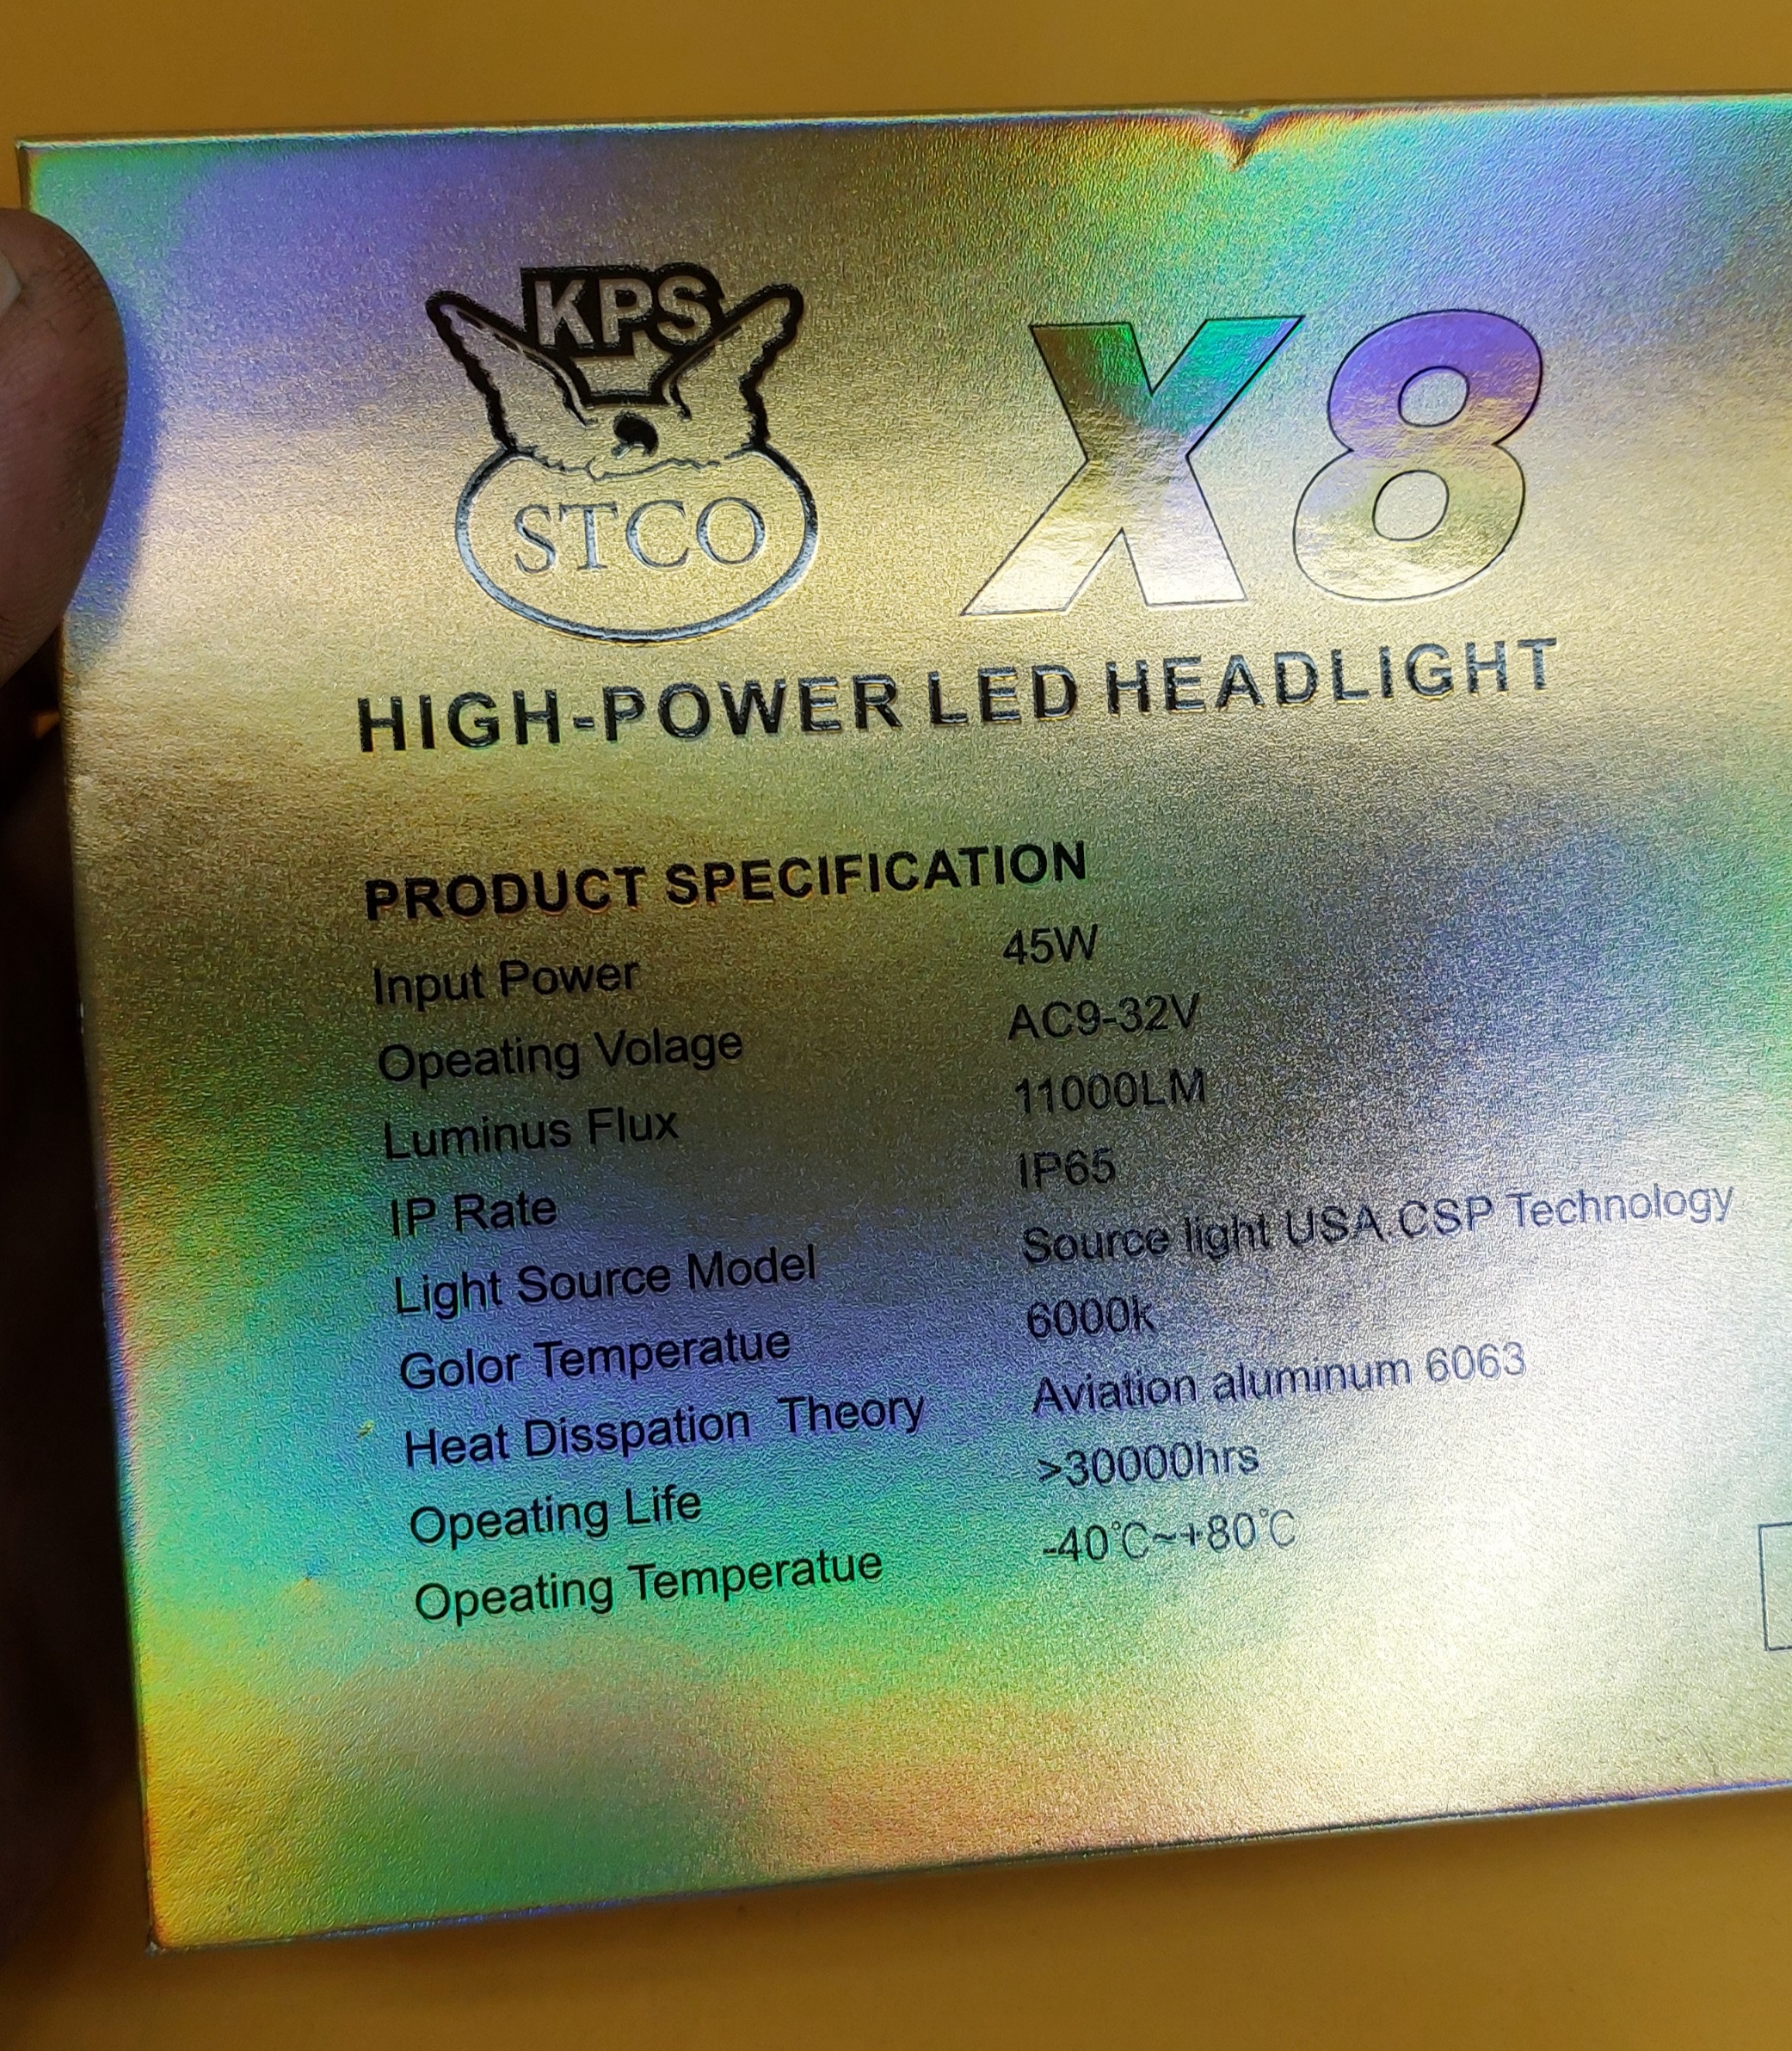 KPS
STCO
X8
HIGH-POWER LED HEADLIGHT
PRODUCT SPECIFICATION
Input Power 45W
Opeating Volage AC9-32V
Luminus Flux 11000LM
IP Rate IP65
Light Source Model Source light USA.CSP Technology
Golor Temperatue 6000k
Heat Disspation Theory Aviation aluminum 6063
Opeating Life >30000hrs
Opeating Temperatue -40℃~+80℃